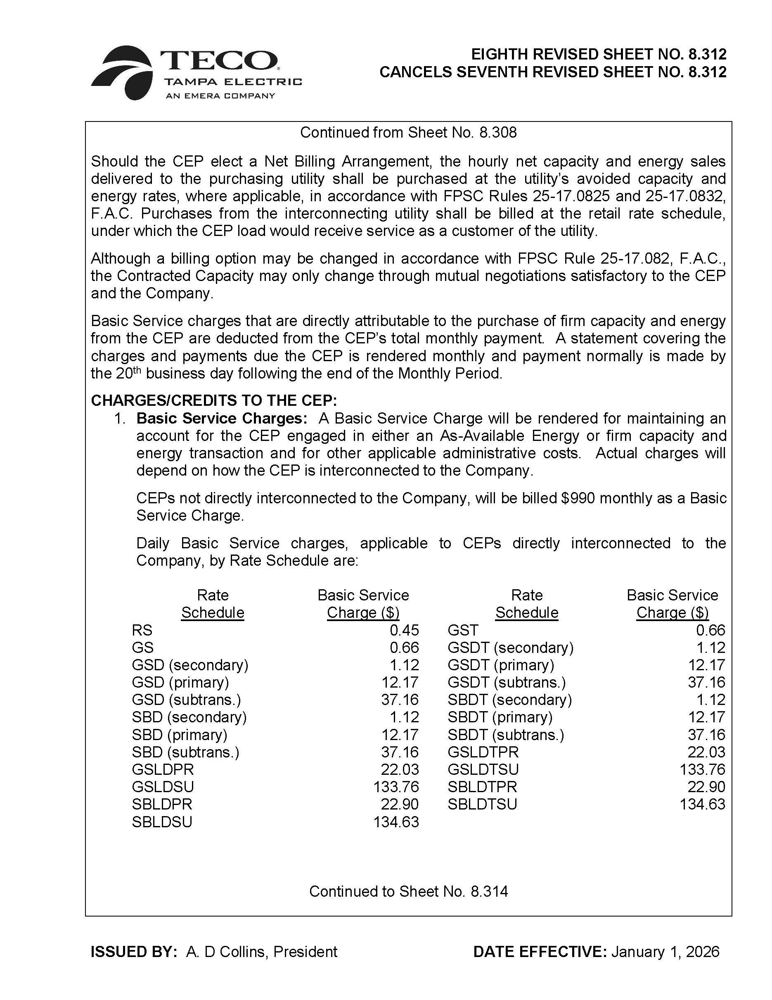 TECO®
TAMPA ELECTRIC
AN EMERA COMPANY
EIGHTH REVISED SHEET NO. 8.312
CANCELS SEVENTH REVISED SHEET NO. 8.312
Continued from Sheet No. 8.308
Should the CEP elect a Net Billing Arrangement, the hourly net capacity and energy sales
delivered to the purchasing utility shall be purchased at the utility’s avoided capacity and
energy rates, where applicable, in accordance with FPSC Rules 25-17.0825 and 25-17.0832,
F.A.C. Purchases from the interconnecting utility shall be billed at the retail rate schedule,
under which the CEP load would receive service as a customer of the utility.
Although a billing option may be changed in accordance with FPSC Rule 25-17.082, F.A.C.,
the Contracted Capacity may only change through mutual negotiations satisfactory to the CEP
and the Company.
Basic Service charges that are directly attributable to the purchase of firm capacity and energy
from the CEP are deducted from the CEP’s total monthly payment. A statement covering the
charges and payments due the CEP is rendered monthly and payment normally is made by
the 20th business day following the end of the Monthly Period.
CHARGES/CREDITS TO THE CEP:
1. Basic Service Charges: A Basic Service Charge will be rendered for maintaining an
account for the CEP engaged in either an As-Available Energy or firm capacity and
energy transaction and for other applicable administrative costs. Actual charges will
depend on how the CEP is interconnected to the Company.
CEPs not directly interconnected to the Company, will be billed $990 monthly as a Basic
Service Charge.
Daily Basic Service charges, applicable to CEPs directly interconnected to the
Company, by Rate Schedule are:
Rate Basic Service Rate Basic Service
Schedule Charge ($) Schedule Charge ($)
RS 0.45 GST 0.66
GS 0.66 GSDT (secondary) 1.12
GSD (secondary) 1.12 GSDT (primary) 12.17
GSD (primary) 12.17 GSDT (subtrans.) 37.16
GSD (subtrans.) 37.16 SBDT (secondary) 1.12
SBD (secondary) 1.12 SBDT (primary) 12.17
SBD (primary) 12.17 SBDT (subtrans.) 37.16
SBD (subtrans.) 37.16 GSLDTPR 22.03
GSLDPR 22.03 GSLDTSU 133.76
GSLDSU 133.76 SBLDTPR 22.90
SBLDPR 22.90 SBLDTSU 134.63
SBLDSU 134.63
Continued to Sheet No. 8.314
ISSUED BY: A. D Collins, President DATE EFFECTIVE: January 1, 2026